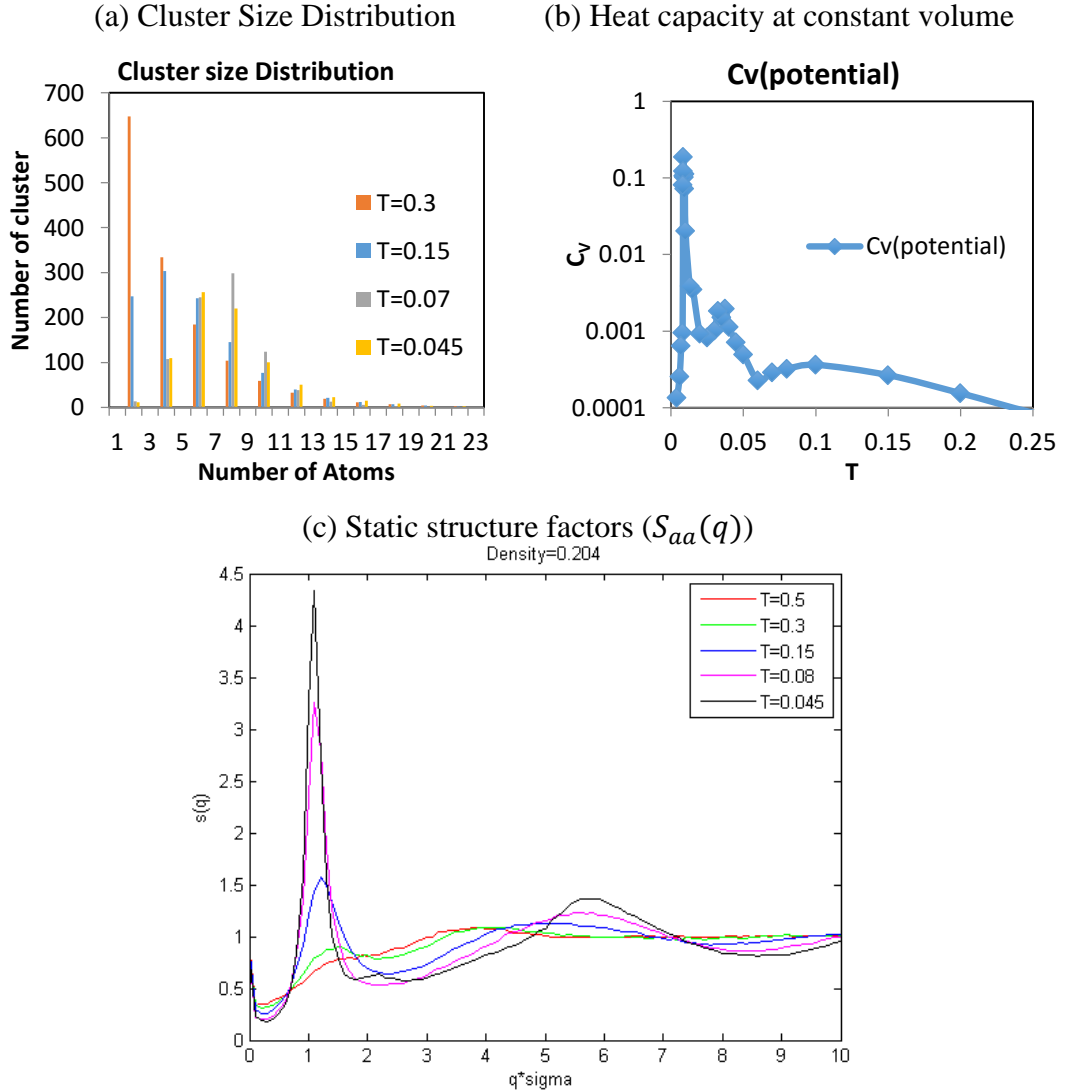 (a) Cluster Size Distribution
(b) Heat capacity at constant volume
Cluster size Distribution
700
600
500
400
300
200
100
0
Number of cluster
T=0.3
T=0.15
T=0.07
T=0.045
1 3 5 7 9 11 13 15 17 19 21 23
Number of Atoms
Cv(potential)
1
0.1
0.01
0.001
0.0001
Cv
Cv(potential)
0 0.05 0.1 0.15 0.2 0.25
T
(c) Static structure factors (Saa(q))
Density=0.204
4.5
4
3.5
3
2.5
2
1.5
1
0.5
0
s(q)
T=0.5
T=0.3
T=0.15
T=0.08
T=0.045
0 1 2 3 4 5 6 7 8 9 10
q*sigma